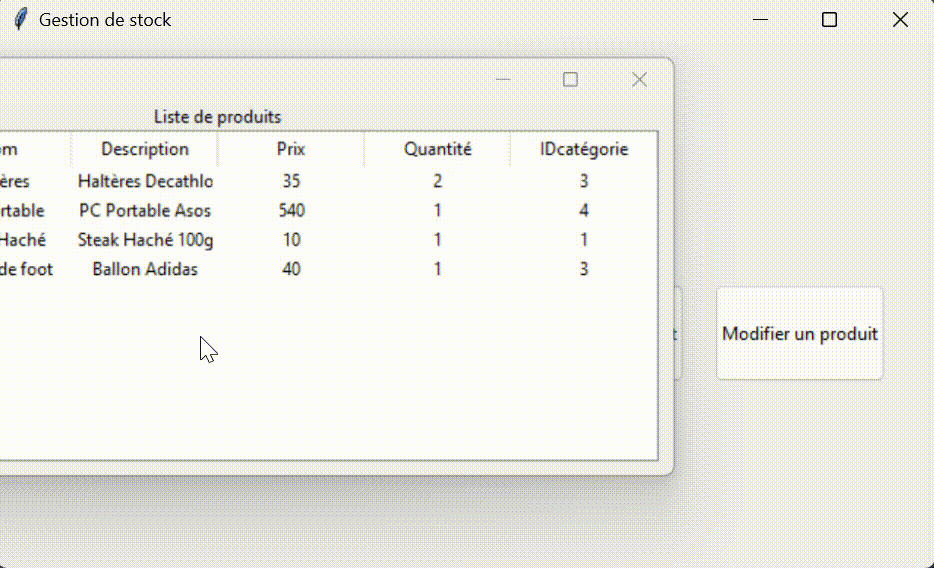 Gestion de stock
Liste de produits
om Description Prix Quantité IDcatégorie
ères Haltères Decathlo 35 2 3
rtable PC Portable Asos 540 1 4
Haché Steak Haché 100g 10 1 1
de foot Ballon Adidas 40 1 3
t Modifier un produit